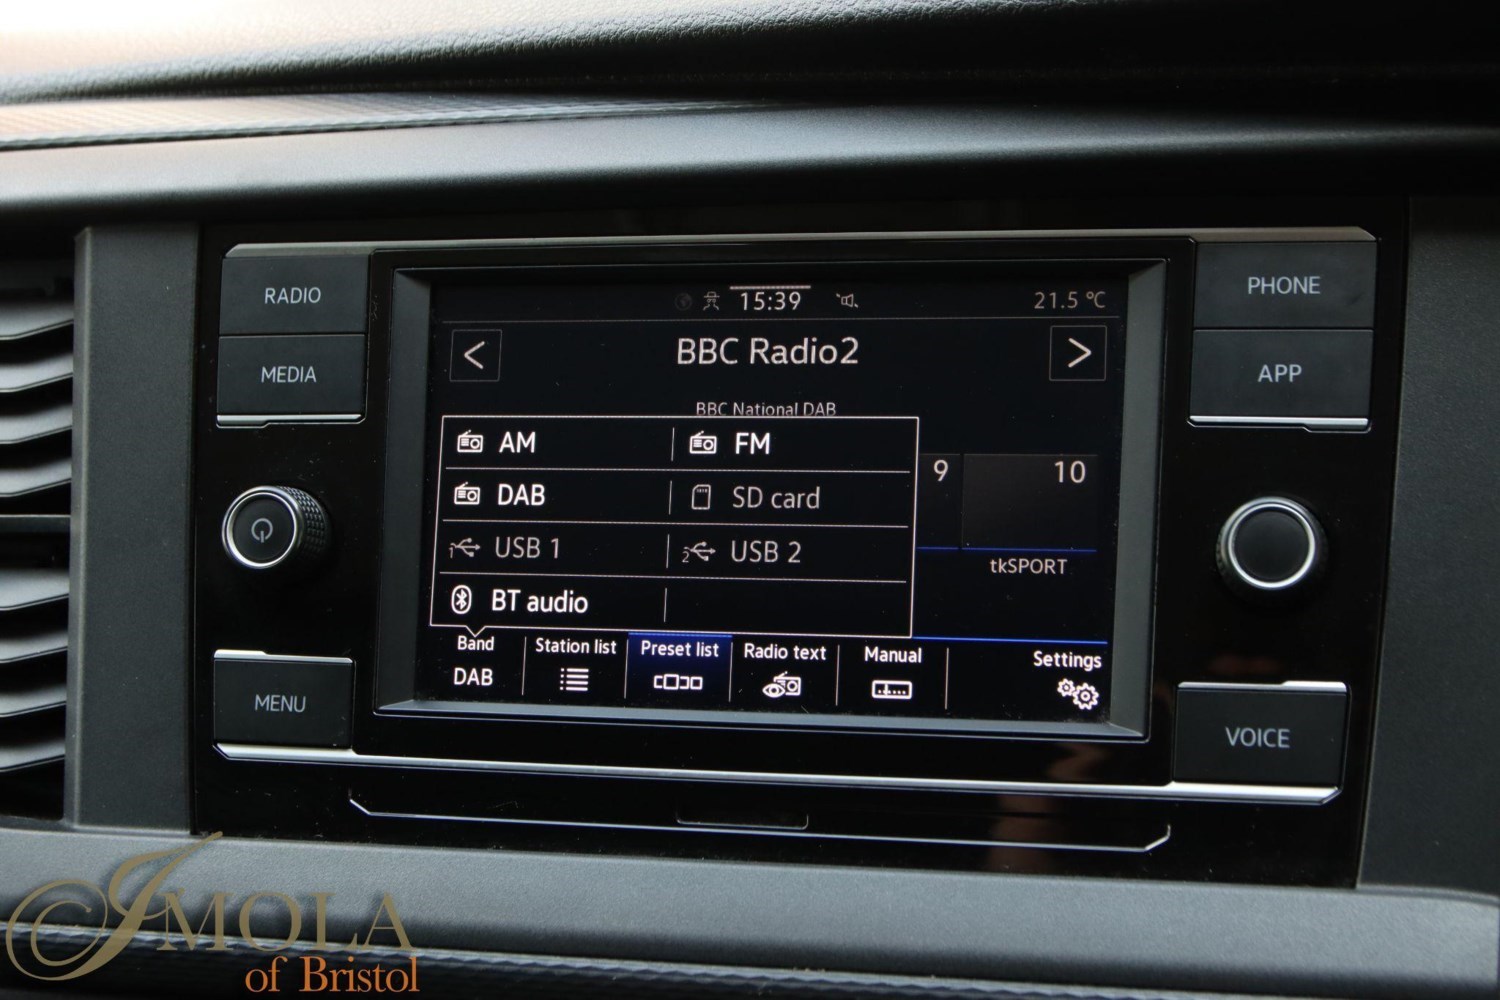 RADIO
MEDIA
MENU
PHONE
APP
VOICE
15:39
21.5 °C
<
BBC Radio2
>
BBC National DAB
AM
FM
DAB
SD card
1 USB 1
2 USB 2
BT audio
9
10
tkSPORT
Band
DAB
Station list
Preset list
Radio text
Manual
Settings
IMOLA
of Bristol